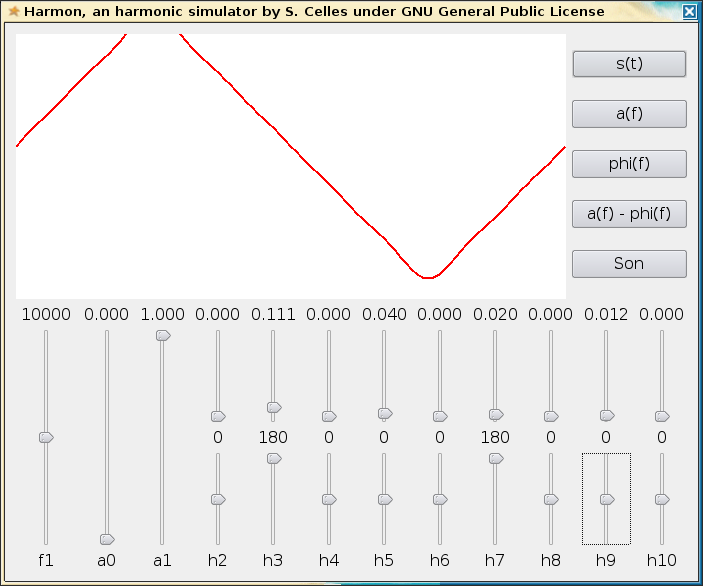 Harmon, an harmonic simulator by S. Celles under GNU General Public License
s(t)
a(f)
phi(f)
a(f) - phi(f)
Son
10000 0.000 1.000 0.000 0.111 0.000 0.040 0.000 0.020 0.000 0.012 0.000
0 180 0 0 0 180 0 0 0
f1 a0 a1 h2 h3 h4 h5 h6 h7 h8 h9 h10